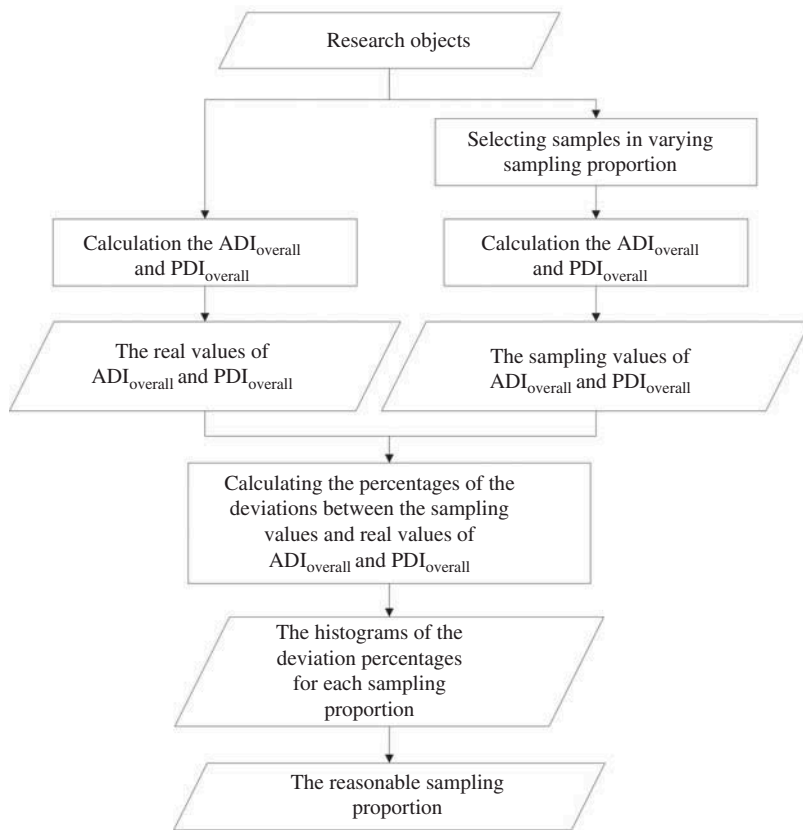 Research objects
Selecting samples in varying
sampling proportion
Calculation the ADIoverall
and PDIoverall
Calculation the ADIoverall
and PDIoverall
The real values of
ADIoverall and PDIoverall
The sampling values of
ADIoverall and PDIoverall
Calculating the percentages of the
deviations between the sampling
values and real values of
ADIoverall and PDIoverall
The histograms of the
deviation percentages
for each sampling
proportion
The reasonable sampling
proportion